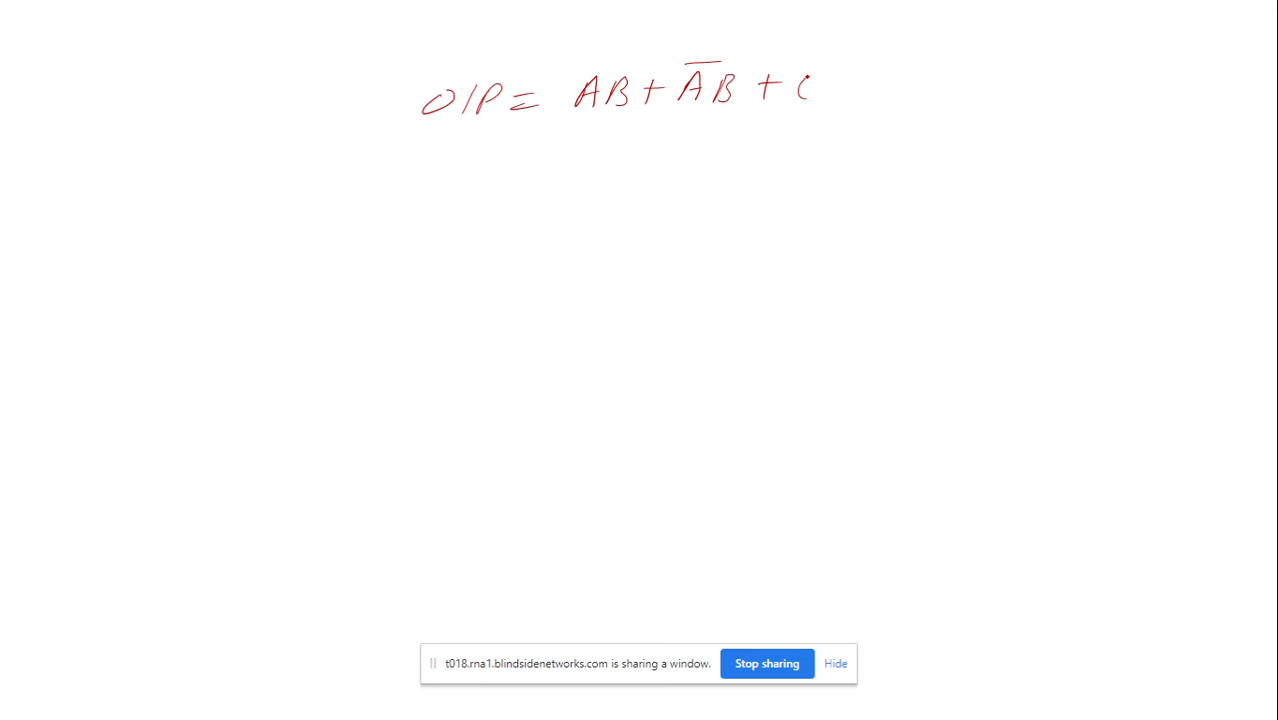 O/P = AB + A̅B̅ + C
t018.rna1.blindsidenetworks.com is sharing a window. Stop sharing Hide